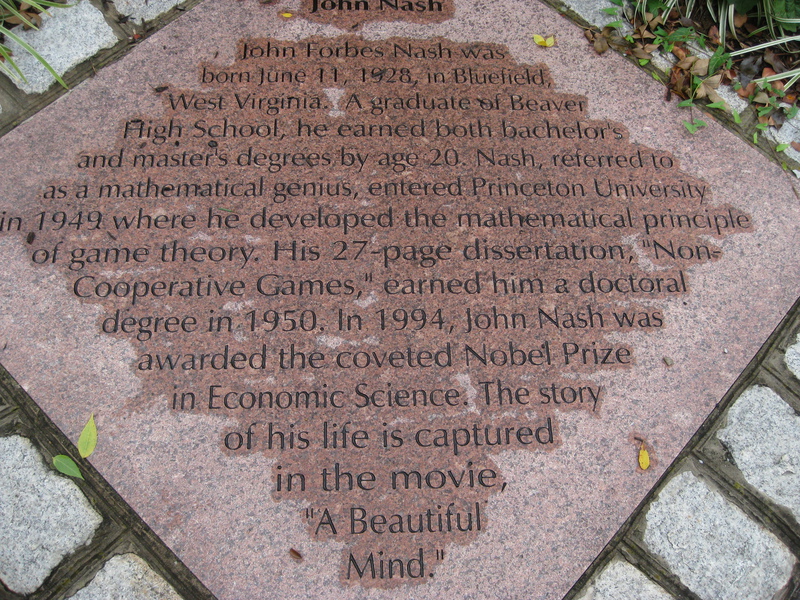 John Nash
John Forbes Nash was
born June 11, 1928, in Bluefield,
West Virginia. A graduate of Beaver
High School, he earned both bachelor's
and master's degrees by age 20. Nash, referred to
as a mathematical genius, entered Princeton University
in 1949 where he developed the mathematical principle
of game theory. His 27-page dissertation, "Non-
Cooperative Games," earned him a doctoral
degree in 1950. In 1994, John Nash was
awarded the coveted Nobel Prize
in Economic Science. The story
of his life is captured
in the movie,
"A Beautiful
Mind."